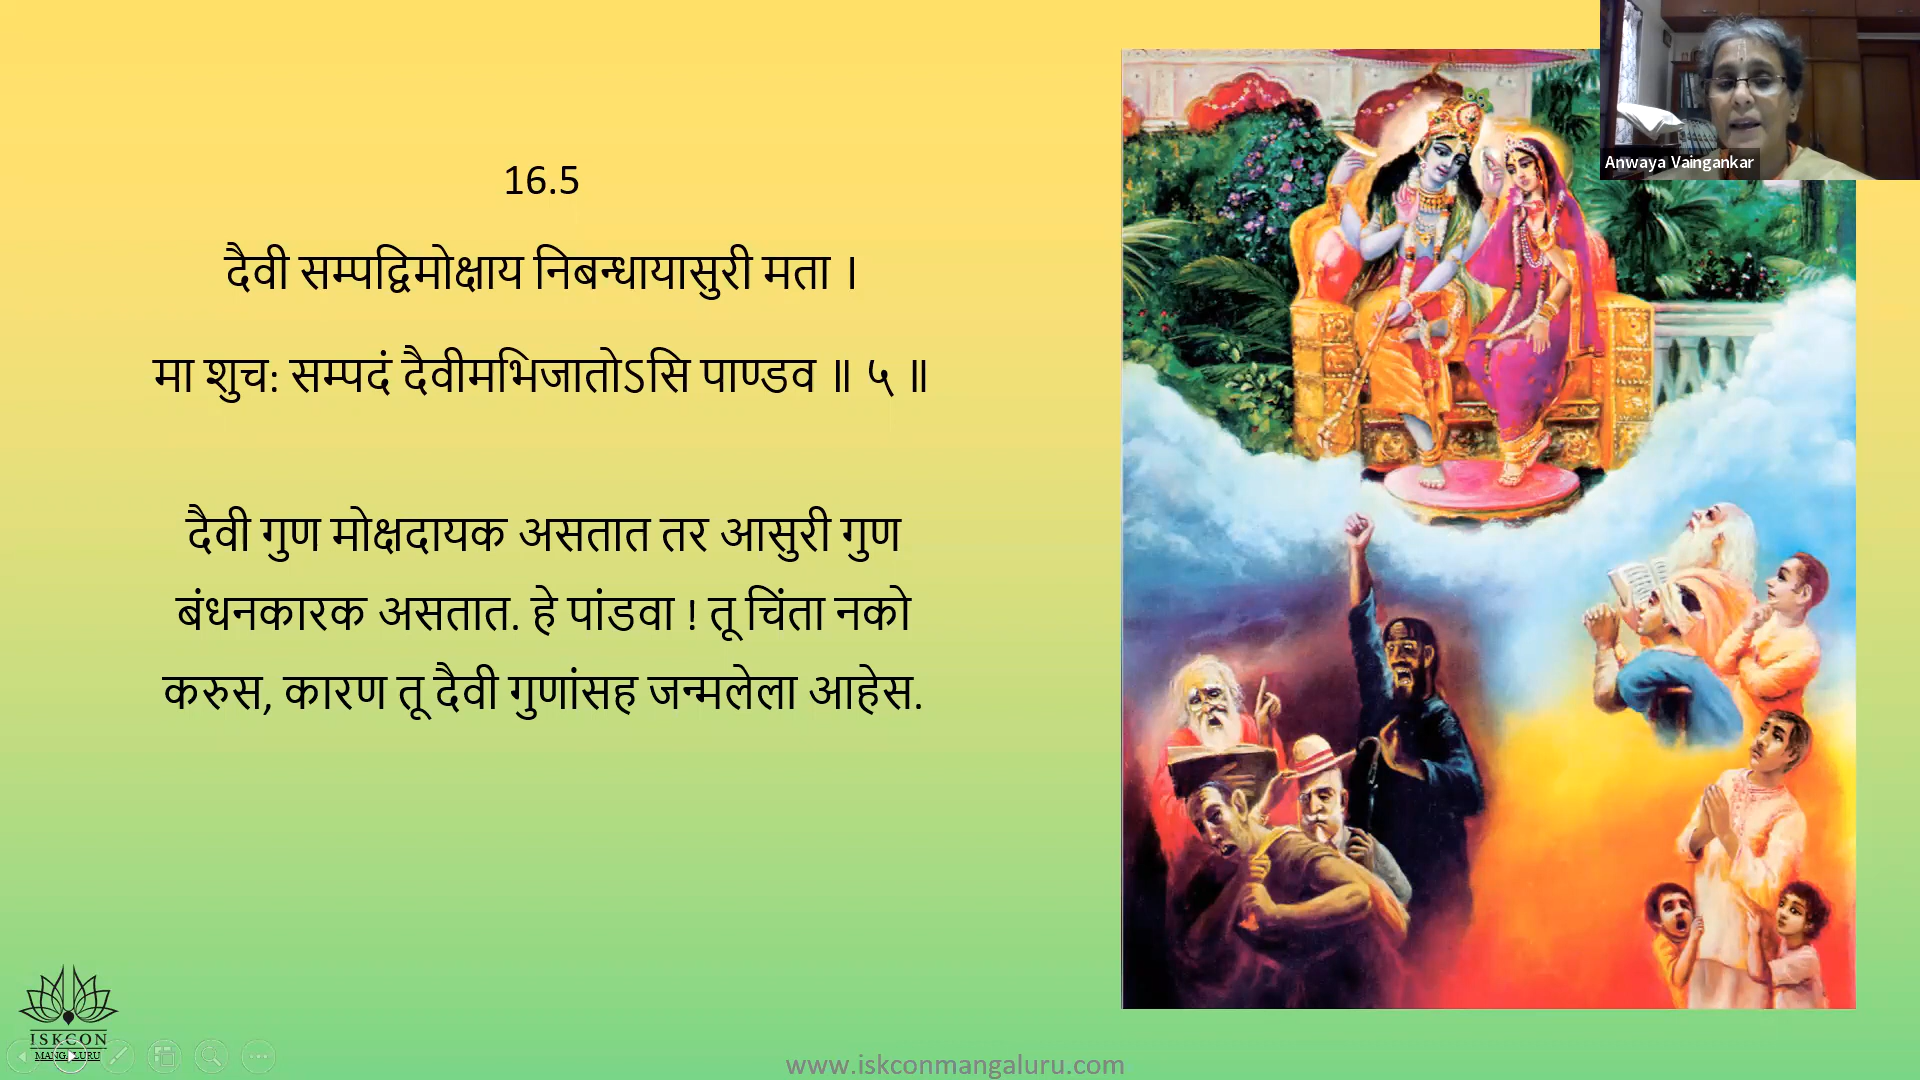 16.5
दैवी सम्पद्विमोक्षाय निबन्धायासुरी मता ।
मा शुचः सम्पदं दैवीमभिजातोऽसि पाण्डव ॥ ५ ॥
दैवी गुण मोक्षदायक असतात तर आसुरी गुण
बंधनकारक असतात. हे पांडवा ! तू चिंता नको
करुस, कारण तू दैवी गुणांसह जन्मलेला आहेस.
Anwaya Vaingankar
ISKCON
MANGALURU
www.iskconmangaluru.com